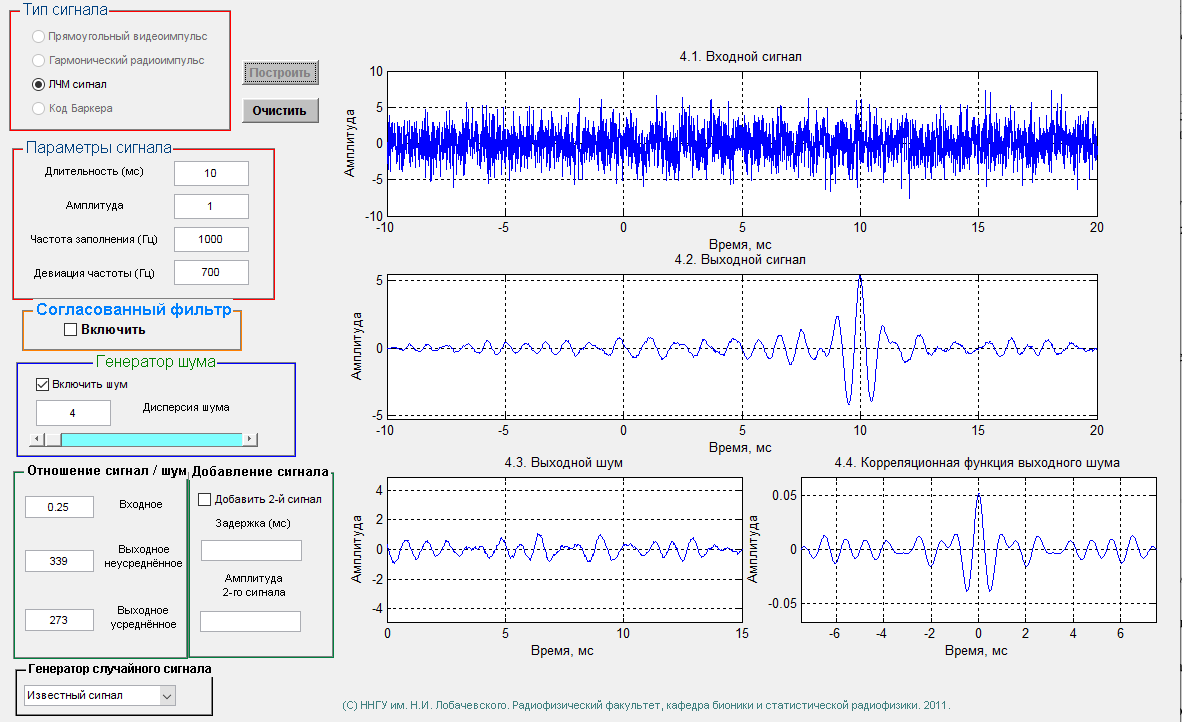 Тип сигнала
Прямоугольный видеоимпульс
Гармонический радиоимпульс
ЛЧМ сигнал
Код Баркера
Построить
Очистить
Параметры сигнала
Длительность (мс)
10
Амплитуда
1
Частота заполнения (Гц)
1000
Девиация частоты (Гц)
700
Согласованный фильтр
Включить
Генератор шума
Включить шум
4
Дисперсия шума
Отношение сигнал / шум
0.25
Входное
339
Выходное
неусреднённое
273
Выходное
усреднённое
Добавление сигнала
Добавить 2-й сигнал
Задержка (мс)
Амплитуда
2-го сигнала
Генератор случайного сигнала
Известный сигнал
4.1. Входной сигнал
Амплитуда
10
5
0
-5
-10
-10 -5 0 5 10 15 20
Время, мс
4.2. Выходной сигнал
Амплитуда
5
0
-5
-10 -5 0 5 10 15 20
Время, мс
4.3. Выходной шум
Амплитуда
4
2
0
-2
-4
0 5 10 15
Время, мс
4.4. Корреляционная функция выходного шума
Амплитуда
0.05
0
-0.05
-6 -4 -2 0 2 4 6
Время, мс
(С) ННГУ им. Н.И. Лобачевского. Радиофизический факультет, кафедра бионики и статистической радиофизики. 2011.